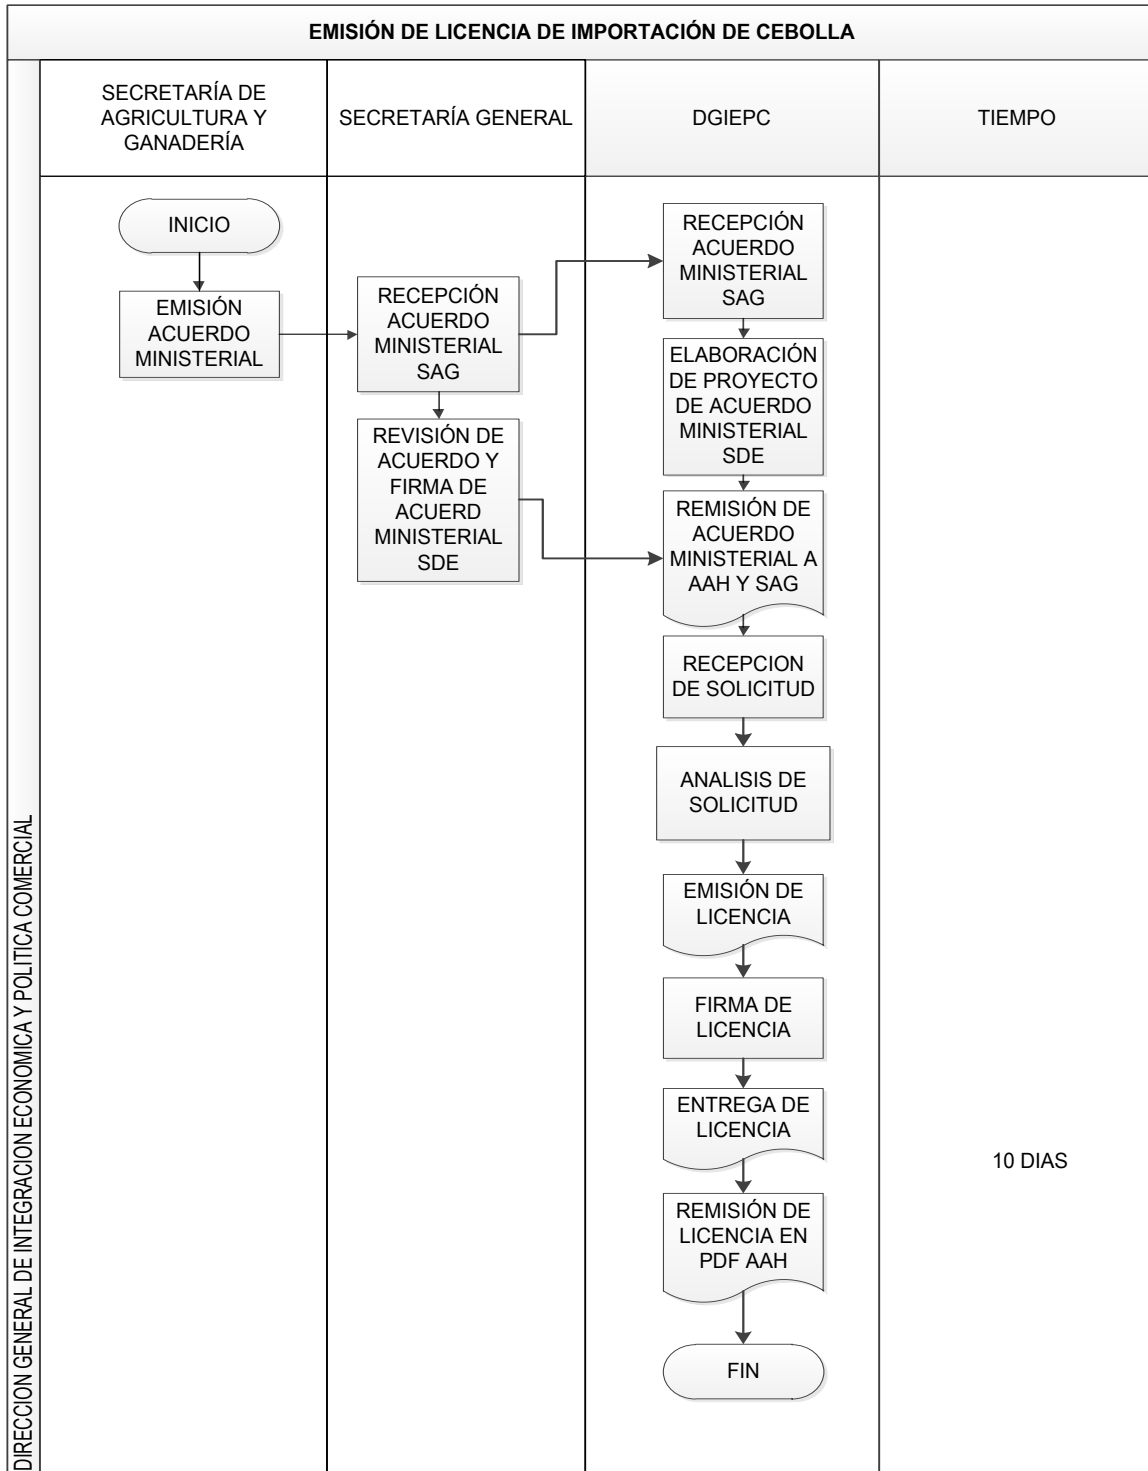 EMISIÓN DE LICENCIA DE IMPORTACIÓN DE CEBOLLA
DIRECCION GENERAL DE INTEGRACION ECONOMICA Y POLITICA COMERCIAL
SECRETARÍA DE
AGRICULTURA Y
GANADERÍA
SECRETARÍA GENERAL
DGIEPC
TIEMPO
INICIO
EMISIÓN
ACUERDO
MINISTERIAL
RECEPCIÓN
ACUERDO
MINISTERIAL
SAG
REVISIÓN DE
ACUERDO Y
FIRMA DE
ACUERD
MINISTERIAL
SDE
RECEPCIÓN
ACUERDO
MINISTERIAL
SAG
ELABORACIÓN
DE PROYECTO
DE ACUERDO
MINISTERIAL
SDE
REMISIÓN DE
ACUERDO
MINISTERIAL A
AAH Y SAG
RECEPCION
DE SOLICITUD
ANALISIS DE
SOLICITUD
EMISIÓN DE
LICENCIA
FIRMA DE
LICENCIA
ENTREGA DE
LICENCIA
10 DIAS
REMISIÓN DE
LICENCIA EN
PDF AAH
FIN